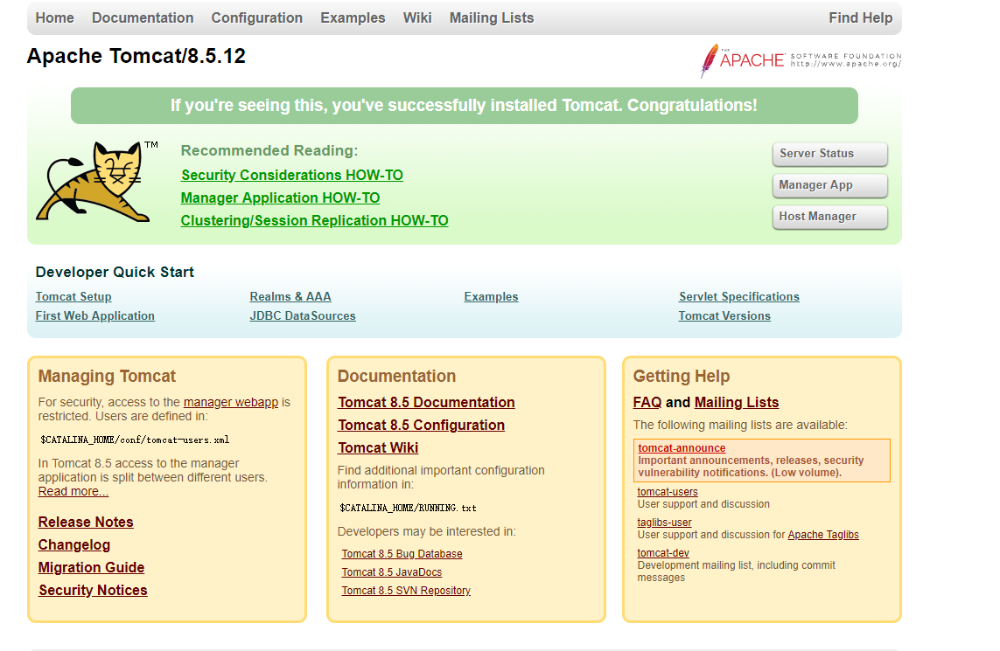 Home Documentation Configuration Examples Wiki Mailing Lists Find Help
Apache Tomcat/8.5.12
THE APACHE SOFTWARE FOUNDATION
http://www.apache.org/
If you're seeing this, you've successfully installed Tomcat. Congratulations!
TM
Recommended Reading:
Security Considerations HOW-TO
Manager Application HOW-TO
Clustering/Session Replication HOW-TO
Server Status
Manager App
Host Manager
Developer Quick Start
Tomcat Setup
First Web Application
Realms & AAA
JDBC DataSources
Examples
Servlet Specifications
Tomcat Versions
Managing Tomcat
For security, access to the manager webapp is
restricted. Users are defined in:
$CATALINA_HOME/conf/tomcat-users.xml
In Tomcat 8.5 access to the manager
application is split between different users.
Read more...
Release Notes
Changelog
Migration Guide
Security Notices
Documentation
Tomcat 8.5 Documentation
Tomcat 8.5 Configuration
Tomcat Wiki
Find additional important configuration
information in:
$CATALINA_HOME/RUNNING.txt
Developers may be interested in:
Tomcat 8.5 Bug Database
Tomcat 8.5 JavaDocs
Tomcat 8.5 SVN Repository
Getting Help
FAQ and Mailing Lists
The following mailing lists are available:
tomcat-announce
Important announcements, releases, security
vulnerability notifications. (Low volume).
tomcat-users
User support and discussion
taglibs-user
User support and discussion for Apache Taglibs
tomcat-dev
Development mailing list, including commit
messages